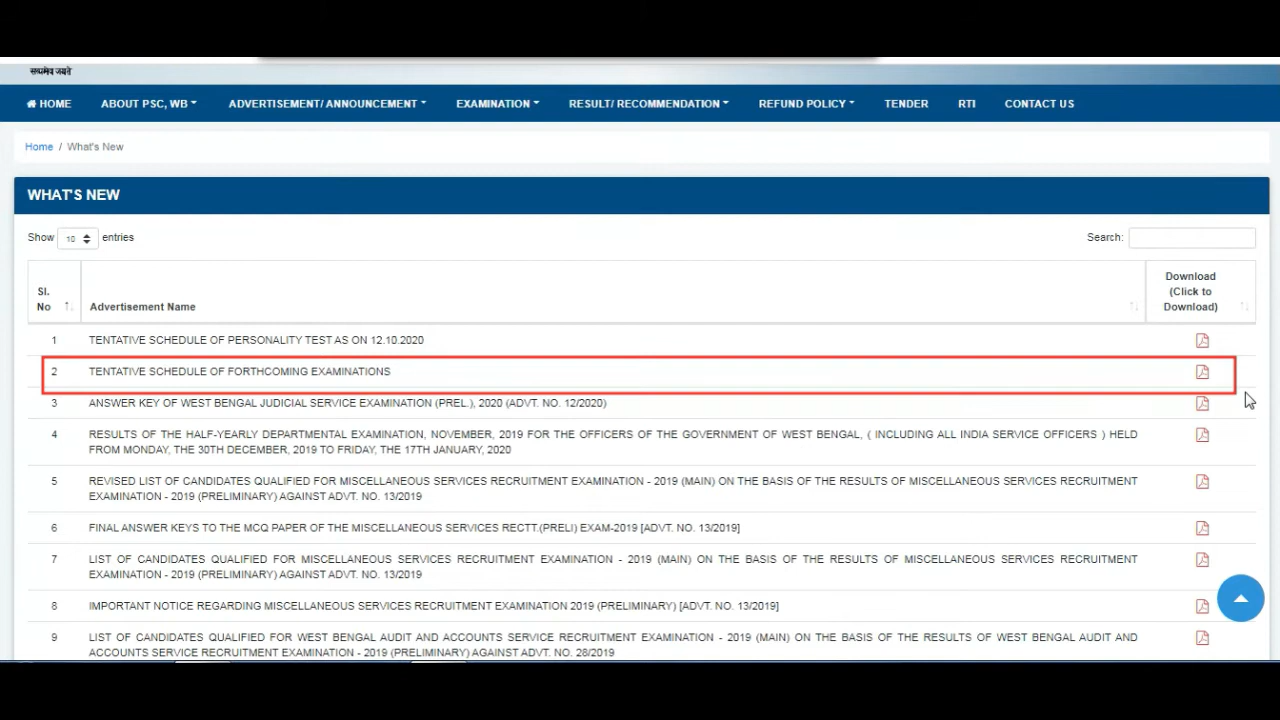 सत्यमेव जयते
HOME ABOUT PSC, WB ADVERTISEMENT/ ANNOUNCEMENT EXAMINATION RESULT/ RECOMMENDATION REFUND POLICY TENDER RTI CONTACT US
Home / What's New
WHAT'S NEW
Show 10 entries Search:
Sl. No Advertisement Name Download (Click to Download)
1 TENTATIVE SCHEDULE OF PERSONALITY TEST AS ON 12.10.2020
2 TENTATIVE SCHEDULE OF FORTHCOMING EXAMINATIONS
3 ANSWER KEY OF WEST BENGAL JUDICIAL SERVICE EXAMINATION (PREL.), 2020 (ADVT. NO. 12/2020)
4 RESULTS OF THE HALF-YEARLY DEPARTMENTAL EXAMINATION, NOVEMBER, 2019 FOR THE OFFICERS OF THE GOVERNMENT OF WEST BENGAL, ( INCLUDING ALL INDIA SERVICE OFFICERS ) HELD
FROM MONDAY, THE 30TH DECEMBER, 2019 TO FRIDAY, THE 17TH JANUARY, 2020
5 REVISED LIST OF CANDIDATES QUALIFIED FOR MISCELLANEOUS SERVICES RECRUITMENT EXAMINATION - 2019 (MAIN) ON THE BASIS OF THE RESULTS OF MISCELLANEOUS SERVICES RECRUITMENT
EXAMINATION - 2019 (PRELIMINARY) AGAINST ADVT. NO. 13/2019
6 FINAL ANSWER KEYS TO THE MCQ PAPER OF THE MISCELLANEOUS SERVICES RECTT.(PRELI) EXAM-2019 [ADVT. NO. 13/2019]
7 LIST OF CANDIDATES QUALIFIED FOR MISCELLANEOUS SERVICES RECRUITMENT EXAMINATION - 2019 (MAIN) ON THE BASIS OF THE RESULTS OF MISCELLANEOUS SERVICES RECRUITMENT
EXAMINATION - 2019 (PRELIMINARY) AGAINST ADVT. NO. 13/2019
8 IMPORTANT NOTICE REGARDING MISCELLANEOUS SERVICES RECRUITMENT EXAMINATION 2019 (PRELIMINARY) [ADVT. NO. 13/2019]
9 LIST OF CANDIDATES QUALIFIED FOR WEST BENGAL AUDIT AND ACCOUNTS SERVICE RECRUITMENT EXAMINATION - 2019 (MAIN) ON THE BASIS OF THE RESULTS OF WEST BENGAL AUDIT AND
ACCOUNTS SERVICE RECRUITMENT EXAMINATION - 2019 (PRELIMINARY) AGAINST ADVT. NO. 28/2019